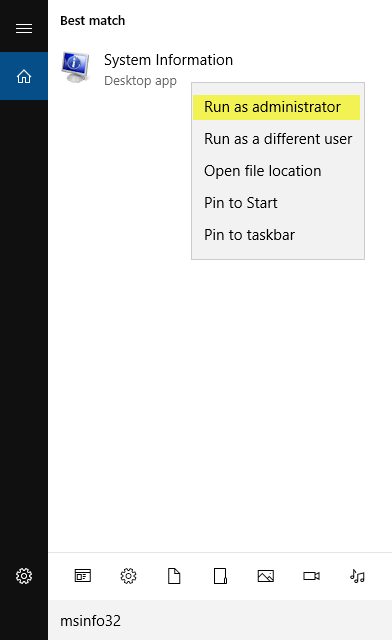 Best match
System Information
Desktop app
Run as administrator
Run as a different user
Open file location
Pin to Start
Pin to taskbar
msinfo32